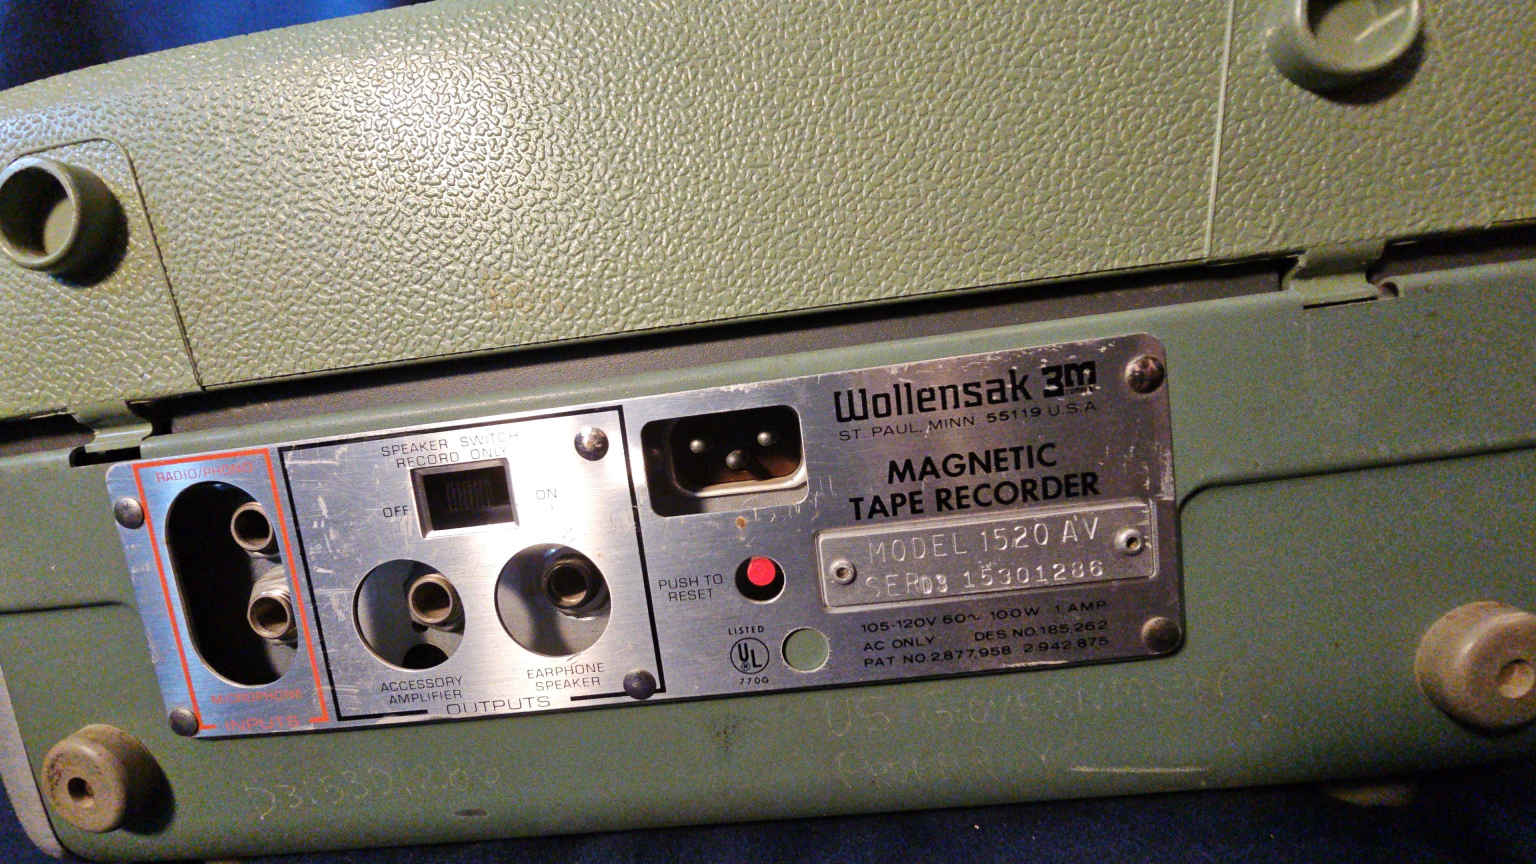 RADIO/PHONO
MICROPHONE
INPUTS
SPEAKER SWITCH
RECORD ONLY
OFF
ON
ACCESSORY
AMPLIFIER
EARPHONE
SPEAKER
OUTPUTS
PUSH TO
RESET
LISTED
UL
770G
Wollensak 3m
ST. PAUL, MINN 55119 U.S.A
MAGNETIC
TAPE RECORDER
MODEL 1520 AV
SER 15301286
105-120V 60~ 100W 1 AMP
AC ONLY DES NO.185,262
PAT NO.2,877,958 2,942,875